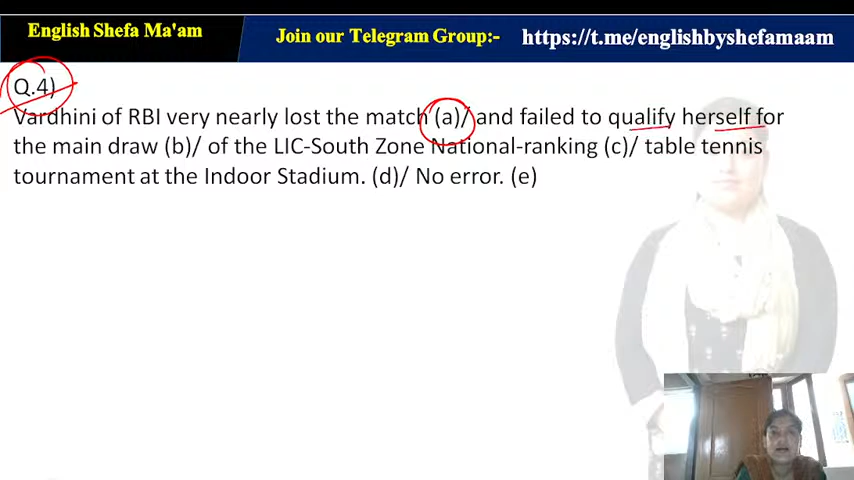 English Shefa Ma'am
Join our Telegram Group:- https://t.me/englishbyshefamaam
Q.4)
Vardhini of RBI very nearly lost the match (a)/ and failed to qualify herself for
the main draw (b)/ of the LIC-South Zone National-ranking (c)/ table tennis
tournament at the Indoor Stadium. (d)/ No error. (e)